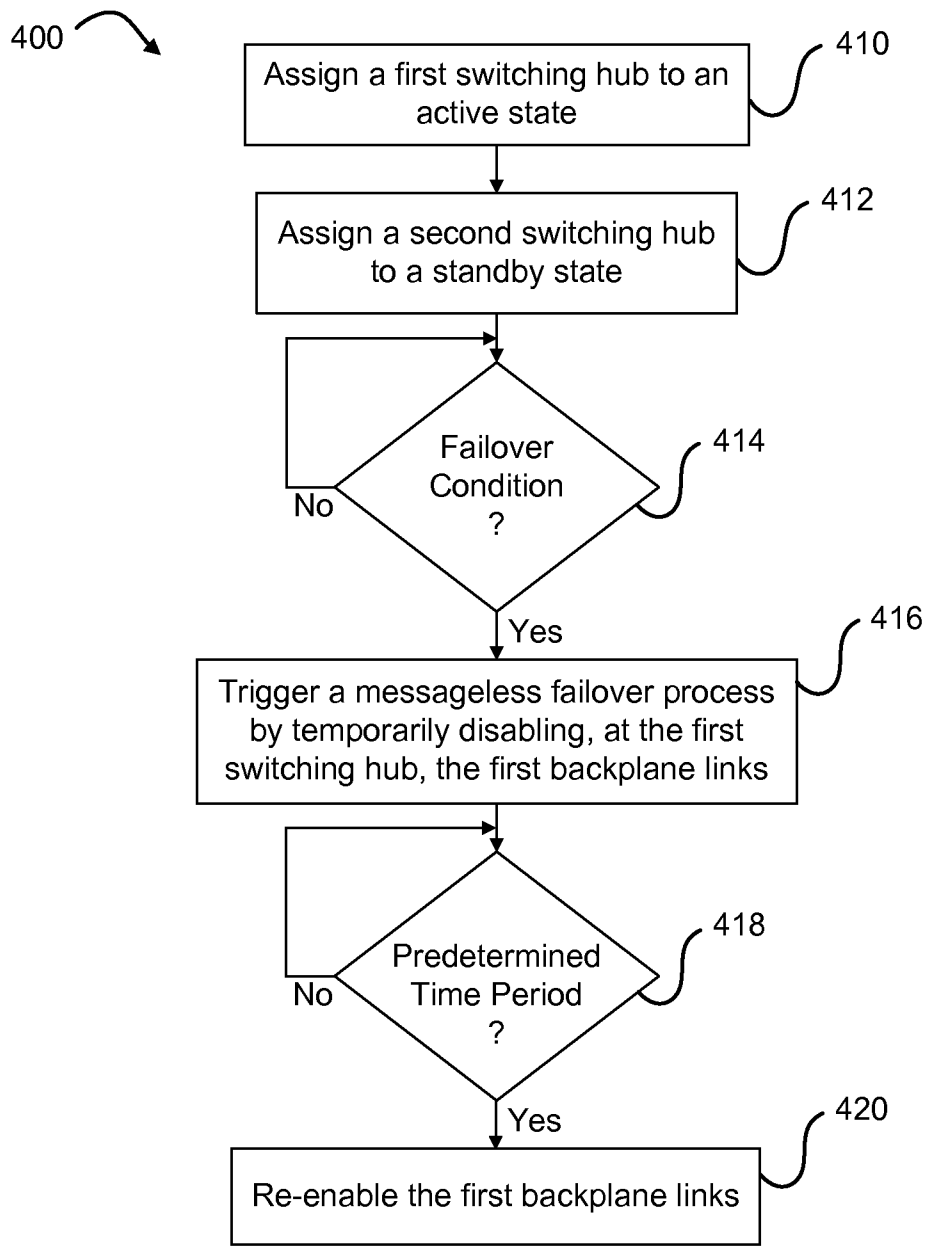 400
410
Assign a first switching hub to an
active state
412
Assign a second switching hub
to a standby state
414
Failover
Condition
?
No
Yes
416
Trigger a messageless failover process
by temporarily disabling, at the first
switching hub, the first backplane links
418
Predetermined
Time Period
?
No
Yes
420
Re-enable the first backplane links